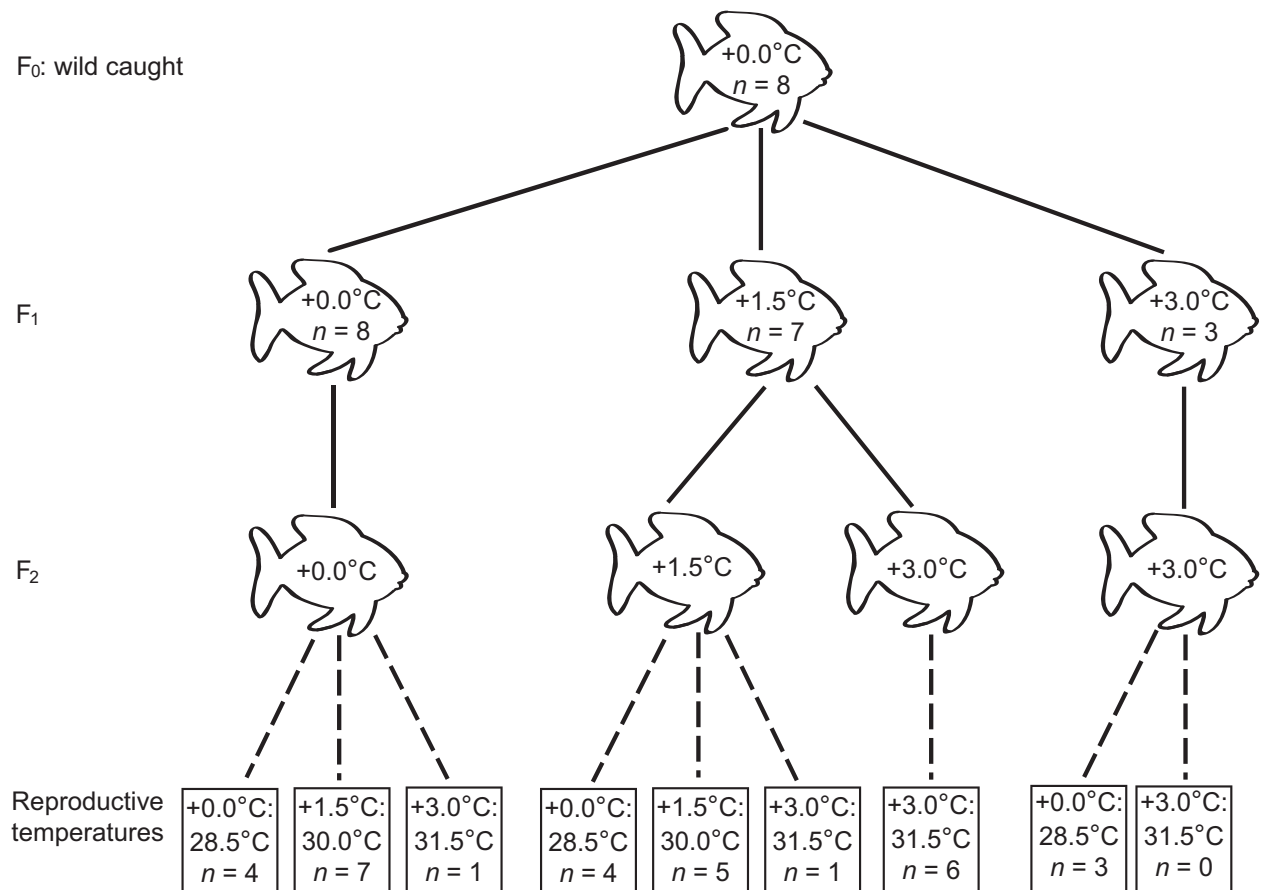 F₀: wild caught
+0.0°C
n = 8
F₁
+0.0°C
n = 8
+1.5°C
n = 7
+3.0°C
n = 3
F₂
+0.0°C
+1.5°C
+3.0°C
+3.0°C
Reproductive
temperatures
+0.0°C:
28.5°C
n = 4
+1.5°C:
30.0°C
n = 7
+3.0°C:
31.5°C
n = 1
+0.0°C:
28.5°C
n = 4
+1.5°C:
30.0°C
n = 5
+3.0°C:
31.5°C
n = 1
+3.0°C:
31.5°C
n = 6
+0.0°C:
28.5°C
n = 3
+3.0°C:
31.5°C
n = 0